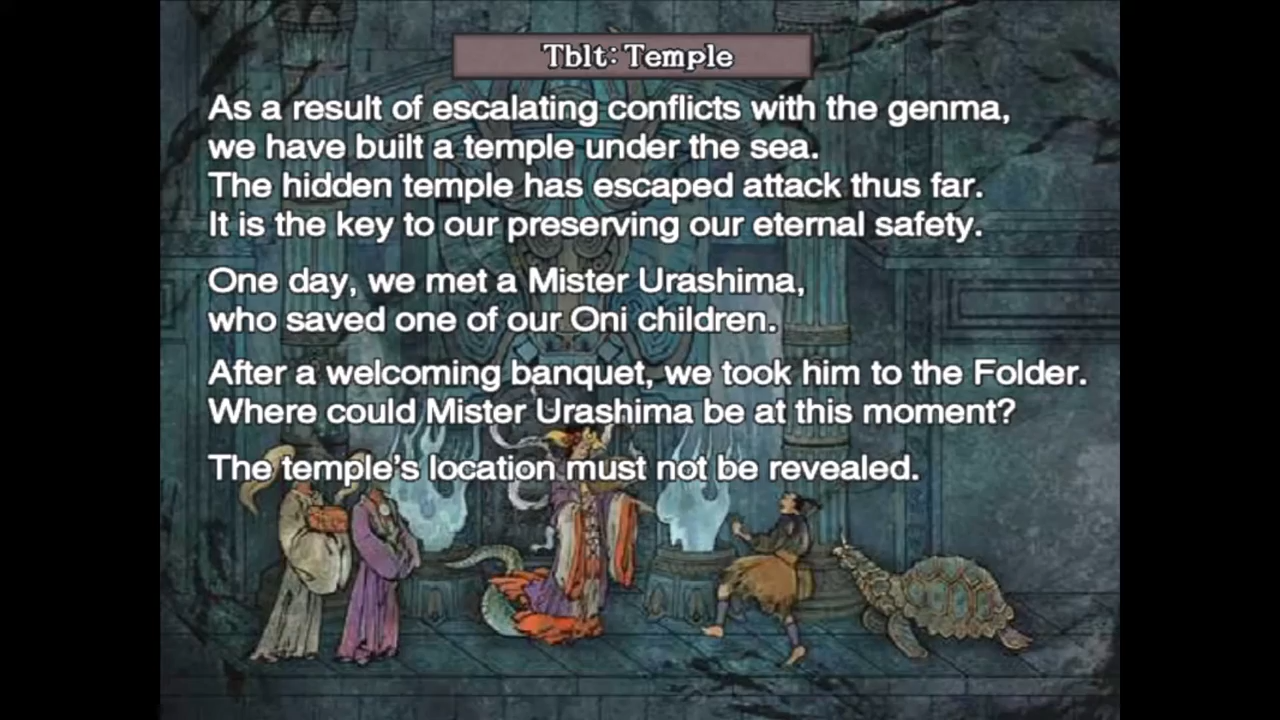 Tblt: Temple
As a result of escalating conflicts with the genma,
we have built a temple under the sea.
The hidden temple has escaped attack thus far.
It is the key to our preserving our eternal safety.
One day, we met a Mister Urashima,
who saved one of our Oni children.
After a welcoming banquet, we took him to the Folder.
Where could Mister Urashima be at this moment?
The temple's location must not be revealed.